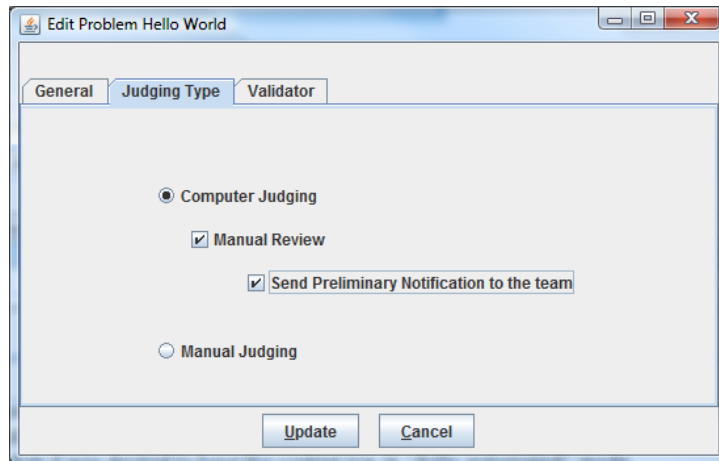 Edit Problem Hello World
General Judging Type Validator
Computer Judging
Manual Review
Send Preliminary Notification to the team
Manual Judging
Update Cancel